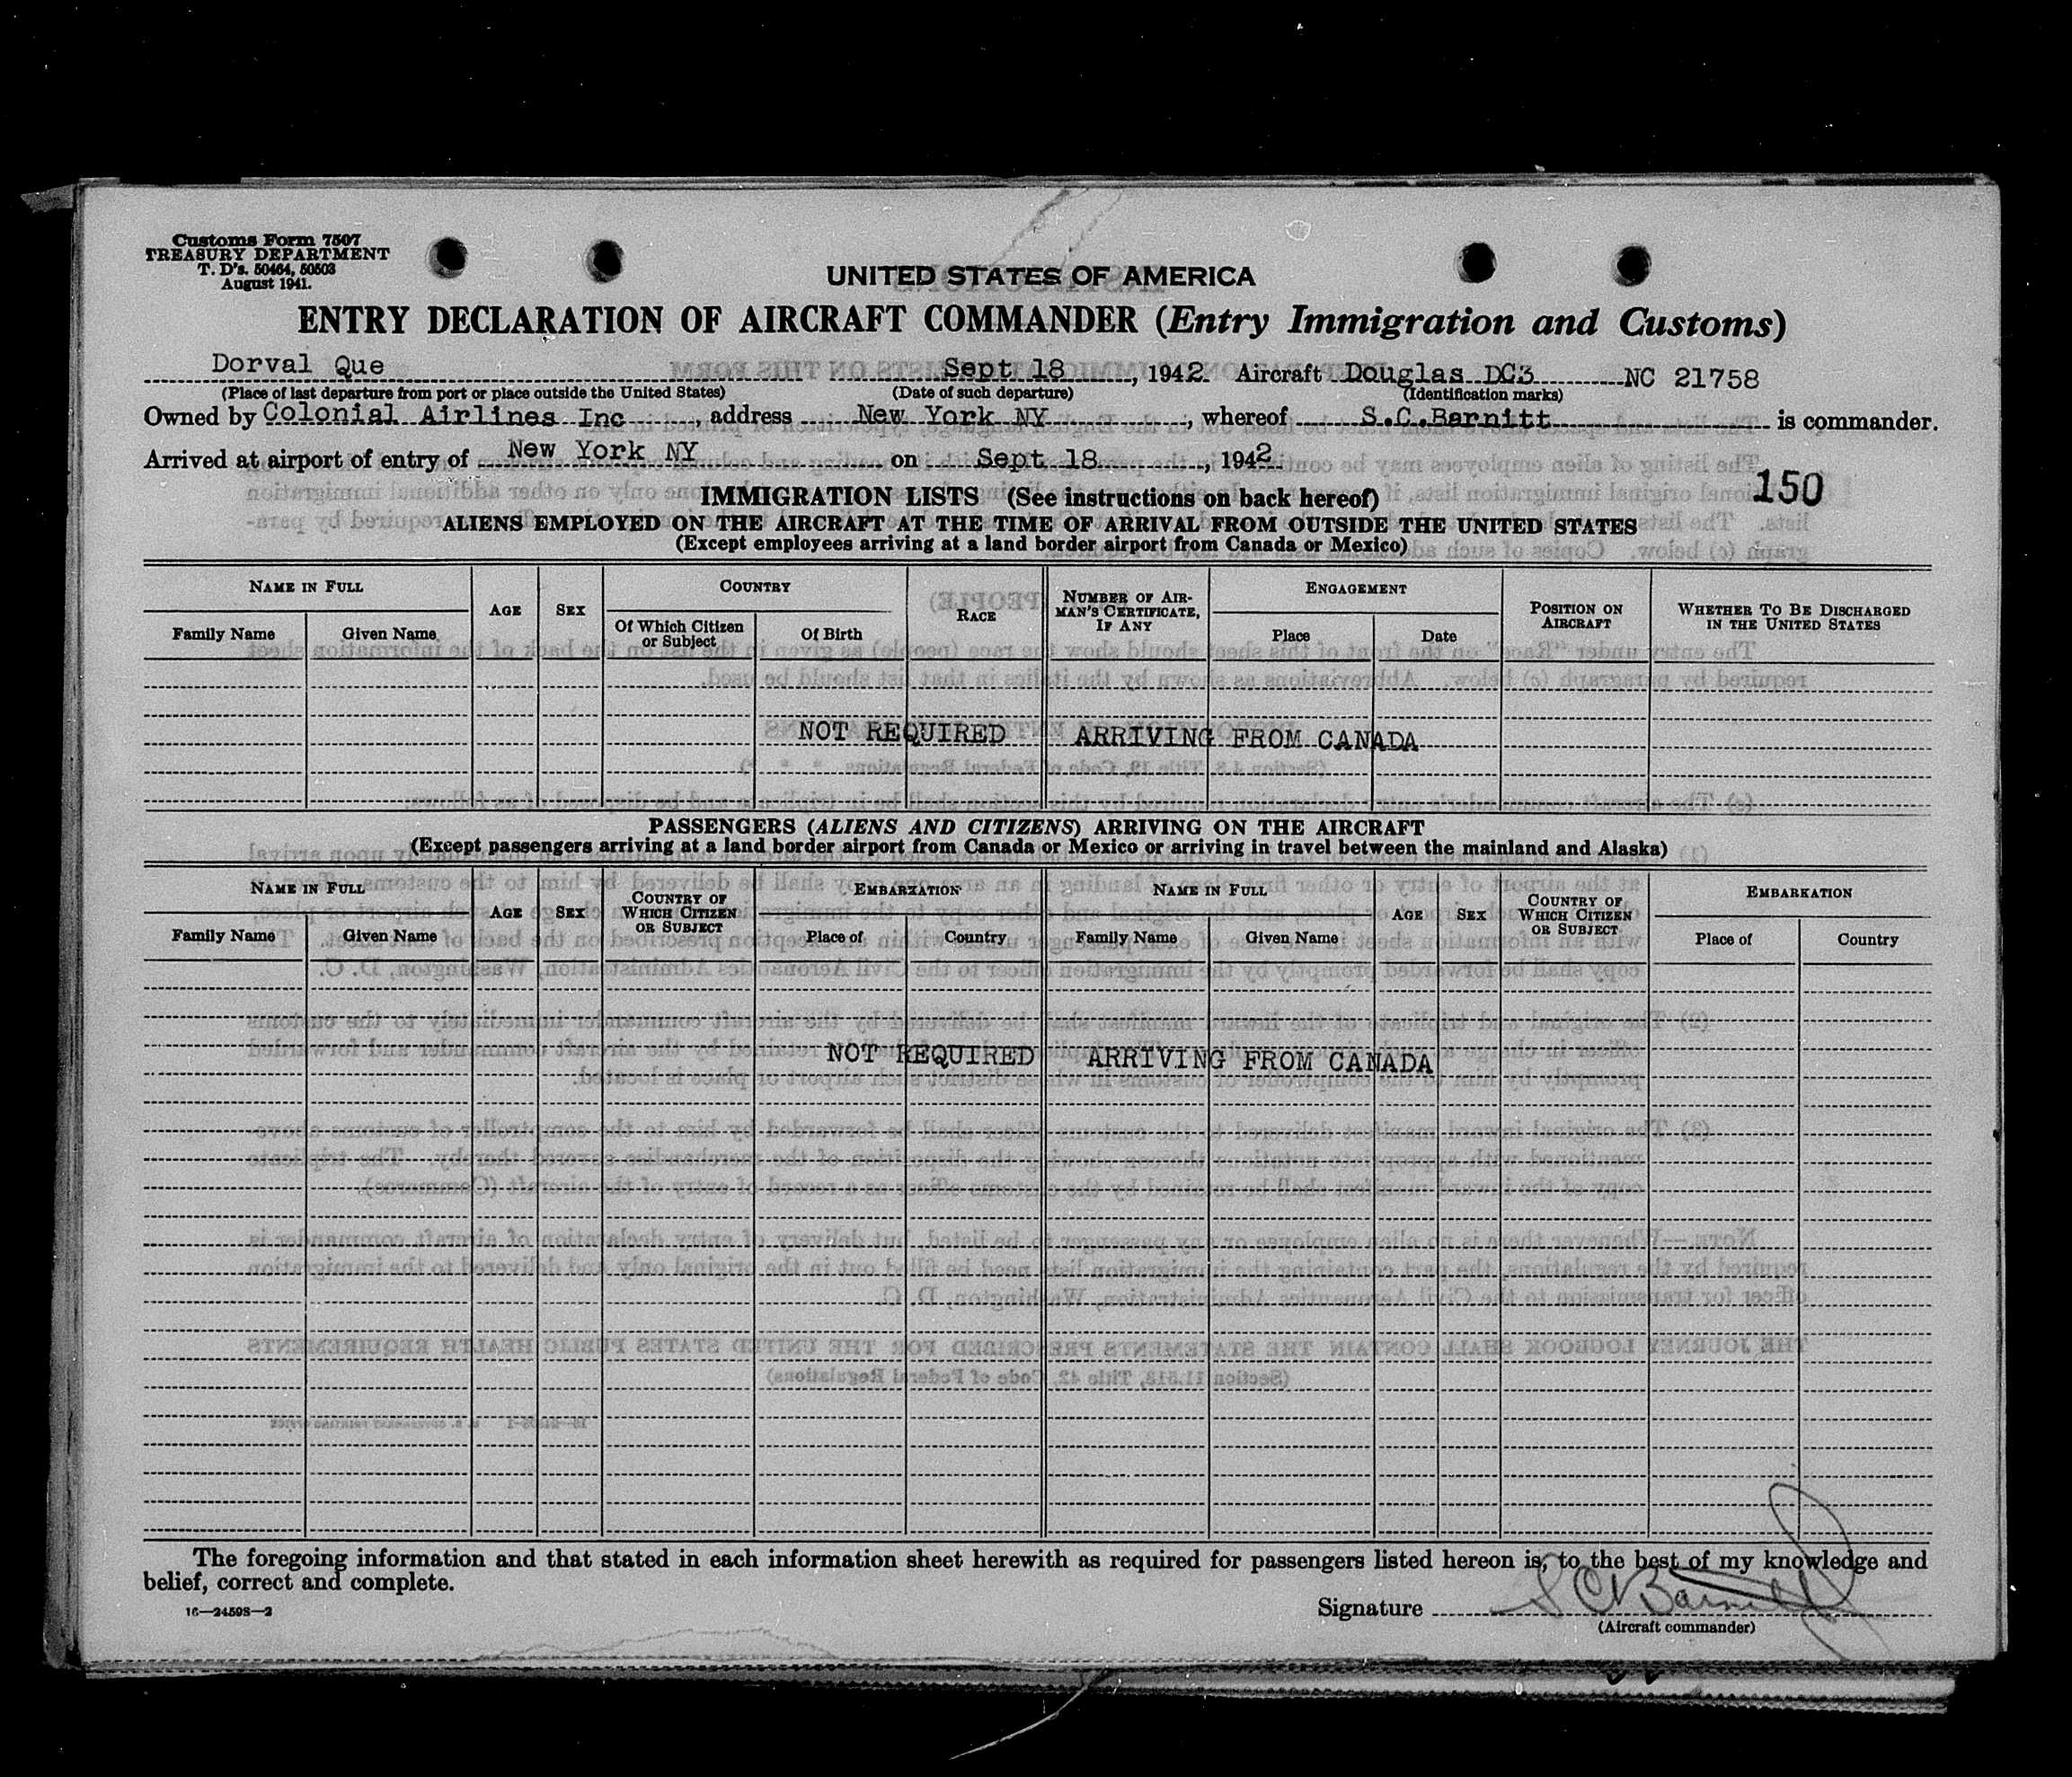 Customs Form 7507
TREASURY DEPARTMENT
T. D's. 50464, 50503
August 1941.
UNITED STATES OF AMERICA
ENTRY DECLARATION OF AIRCRAFT COMMANDER (Entry Immigration and Customs)
Dorval Que Sept 18, 1942 Aircraft Douglas DC3 NC 21758
(Place of last departure from port or place outside the United States) (Date of such departure) (Identification marks)
Owned by Colonial Airlines Inc, address New York NY, whereof S.C.Barnitt is commander.
Arrived at airport of entry of New York NY on Sept 18, 1942
150
IMMIGRATION LISTS (See instructions on back hereof)
ALIENS EMPLOYED ON THE AIRCRAFT AT THE TIME OF ARRIVAL FROM OUTSIDE THE UNITED STATES
(Except employees arriving at a land border airport from Canada or Mexico)
NAME IN FULL
Family Name
Given Name
AGE
SEX
COUNTRY
Of Which Citizen or Subject
Of Birth
RACE
NUMBER OF AIR-
MAN'S CERTIFICATE,
IF ANY
ENGAGEMENT
Place
Date
POSITION ON
AIRCRAFT
WHETHER TO BE DISCHARGED
IN THE UNITED STATES
NOT REQUIRED ARRIVING FROM CANADA
PASSENGERS (ALIENS AND CITIZENS) ARRIVING ON THE AIRCRAFT
(Except passengers arriving at a land border airport from Canada or Mexico or arriving in travel between the mainland and Alaska)
NAME IN FULL
Family Name
Given Name
AGE
SEX
COUNTRY OF
WHICH CITIZEN
OR SUBJECT
EMBARKATION
Place of
Country
NAME IN FULL
Family Name
Given Name
AGE
SEX
COUNTRY OF
WHICH CITIZEN
OR SUBJECT
EMBARKATION
Place of
Country
NOT REQUIRED ARRIVING FROM CANADA
The foregoing information and that stated in each information sheet herewith as required for passengers listed hereon is, to the best of my knowledge and
belief, correct and complete.
16—24598—2
Signature S C Barnitt
(Aircraft commander)